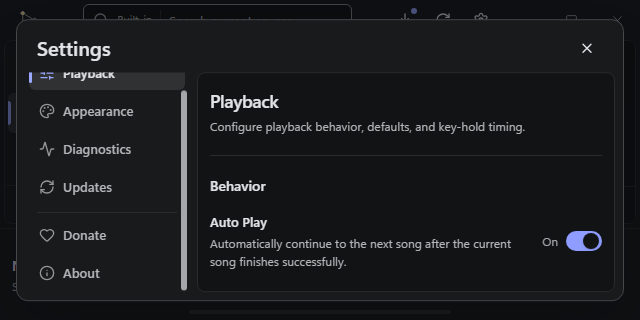 Settings
Playback
Appearance
Diagnostics
Updates
Donate
About
Playback
Configure playback behavior, defaults, and key-hold timing.
Behavior
Auto Play
Automatically continue to the next song after the current
song finishes successfully.
On